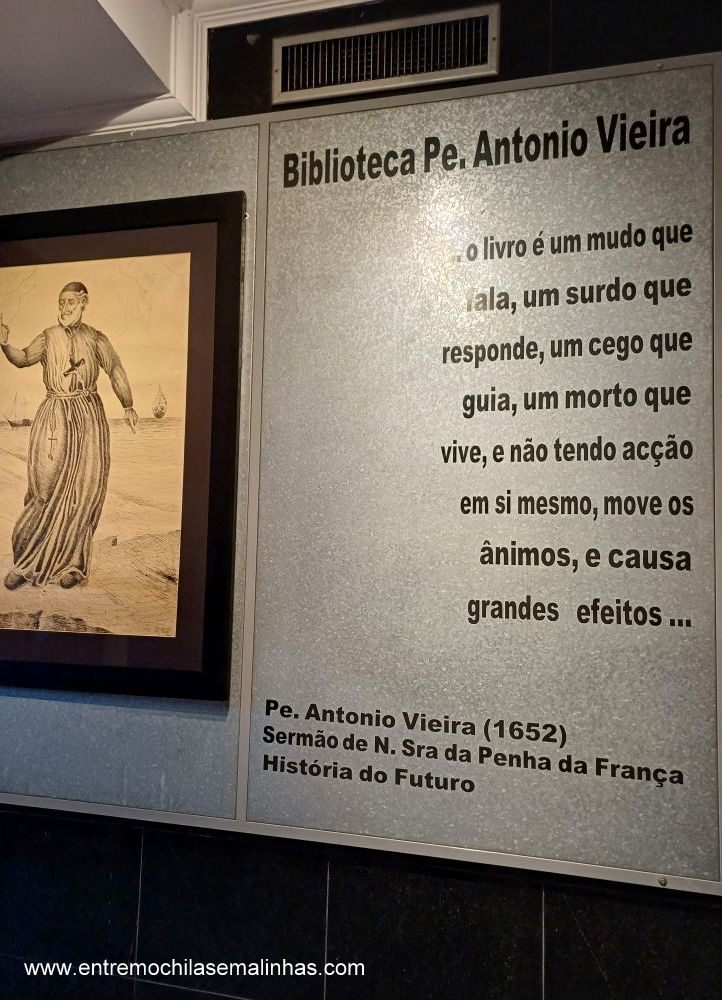 Biblioteca Pe. Antonio Vieira
... o livro é um mudo que
fala, um surdo que
responde, um cego que
guia, um morto que
vive, e não tendo acção
em si mesmo, move os
ânimos, e causa
grandes efeitos ...
Pe. Antonio Vieira (1652)
Sermão de N. Sra da Penha da França
História do Futuro
www.entremochilasemalinhas.com